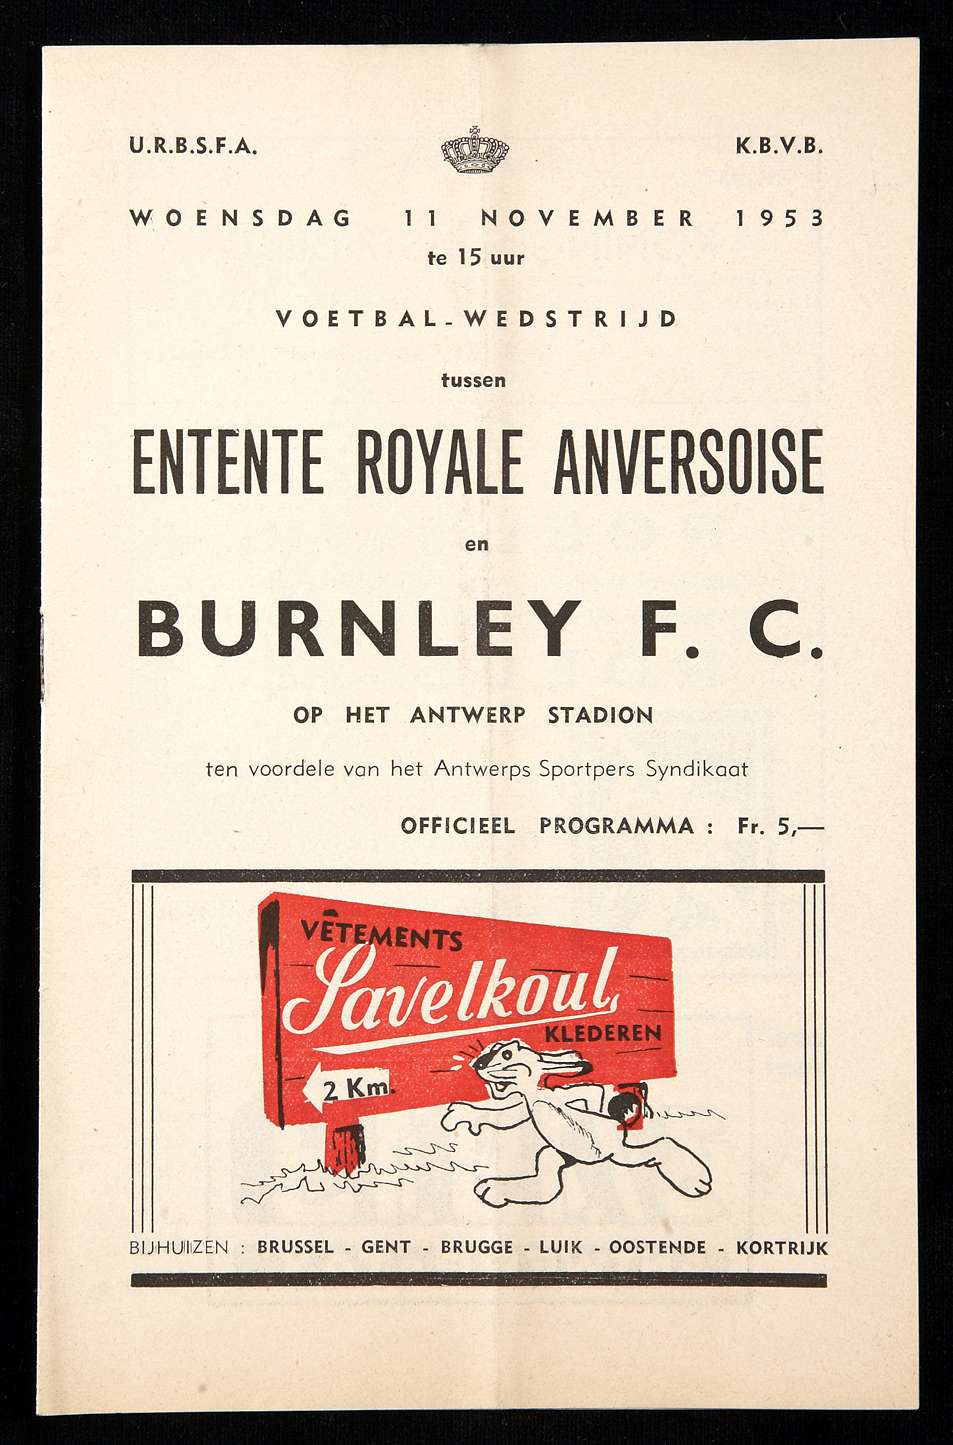 U.R.B.S.F.A. K.B.V.B.
WOENSDAG 11 NOVEMBER 1953
te 15 uur
VOETBAL-WEDSTRIJD
tussen
ENTENTE ROYALE ANVERSOISE
en
BURNLEY F. C.
OP HET ANTWERP STADION
ten voordele van het Antwerps Sportpers Syndikaat
OFFICIEEL PROGRAMMA : Fr. 5,—
VÊTEMENTS
Savelkoul
KLEDEREN
2 Km.
BIJHUIZEN : BRUSSEL - GENT - BRUGGE - LUIK - OOSTENDE - KORTRIJK